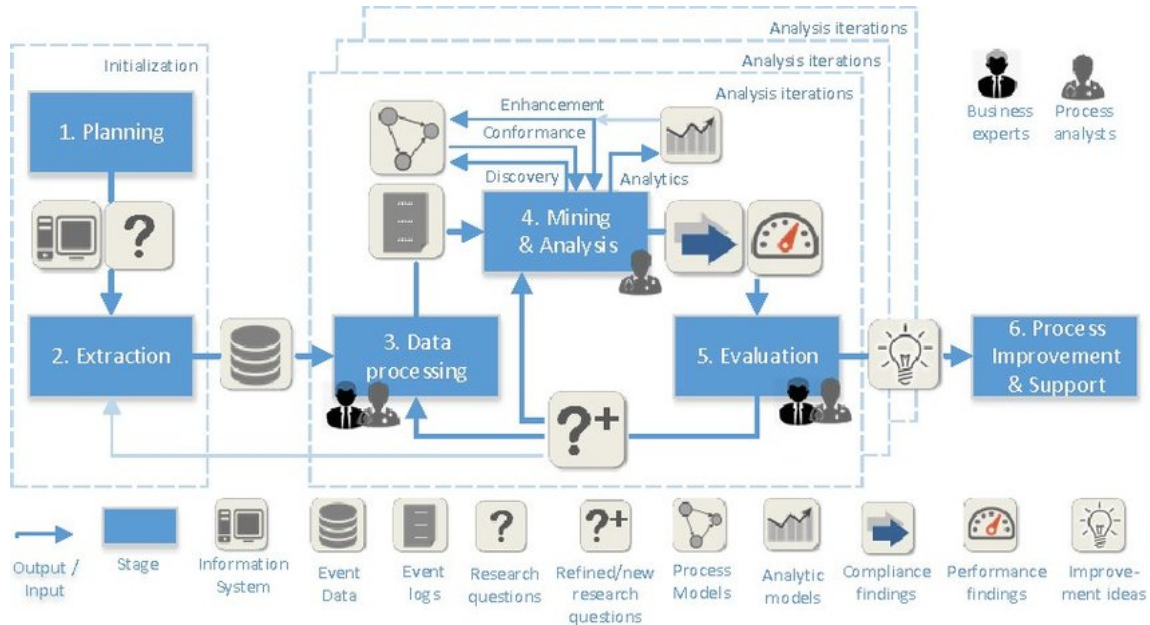 Analysis iterations
Analysis iterations
Analysis iterations
Initialization
Business
experts
Process
analysts
1. Planning
Enhancement
Conformance
Discovery
Analytics
4. Mining
& Analysis
?
2. Extraction
3. Data
processing
5. Evaluation
6. Process
Improvement
& Support
?+
Output /
Input
Stage
Information
System
Event
Data
Event
logs
?
Research
questions
?+
Refined/new
research
questions
Process
Models
Analytic
models
Compliance
findings
Performance
findings
Improve-
ment ideas